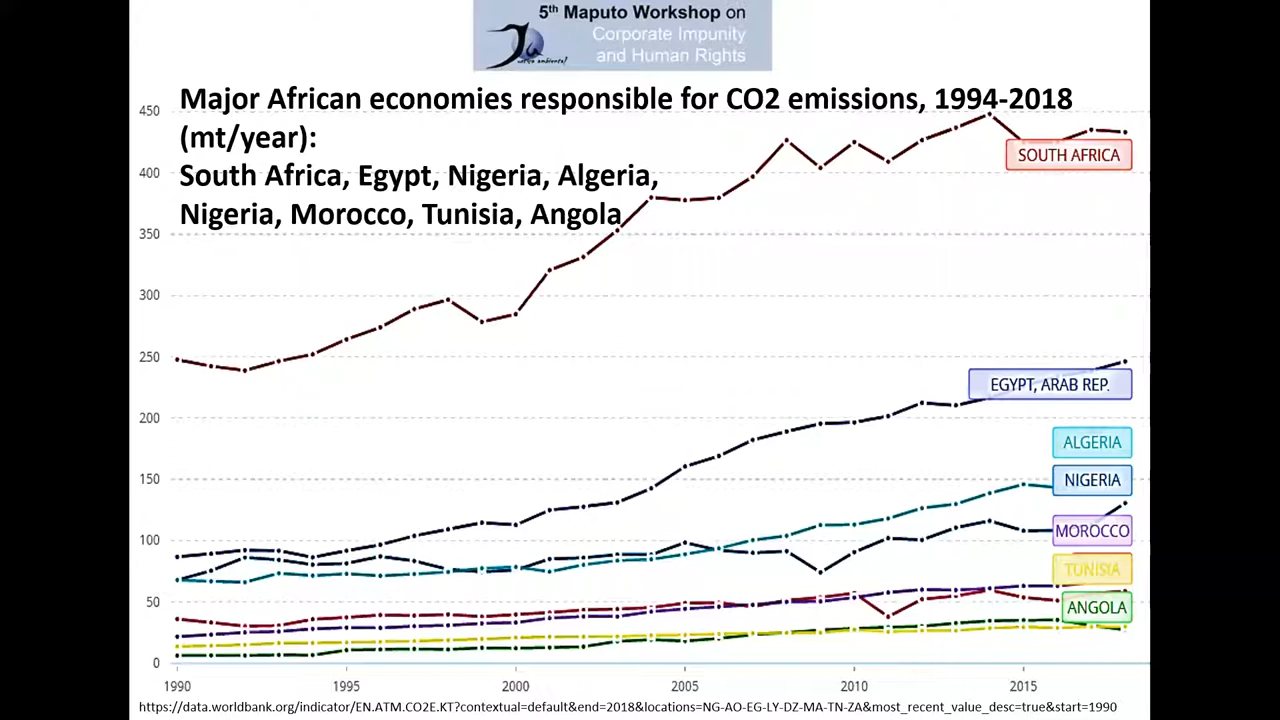 5th Maputo Workshop on
Corporate Impunity
and Human Rights
Major African economies responsible for CO2 emissions, 1994-2018
(mt/year):
South Africa, Egypt, Nigeria, Algeria,
Nigeria, Morocco, Tunisia, Angola
450
400
350
300
250
200
150
100
50
0
SOUTH AFRICA
EGYPT, ARAB REP.
ALGERIA
NIGERIA
MOROCCO
TUNISIA
ANGOLA
1990 1995 2000 2005 2010 2015
https://data.worldbank.org/indicator/EN.ATM.CO2E.KT?contextual=default&end=2018&locations=NG-AO-EG-LY-DZ-MA-TN-ZA&most_recent_value_desc=true&start=1990